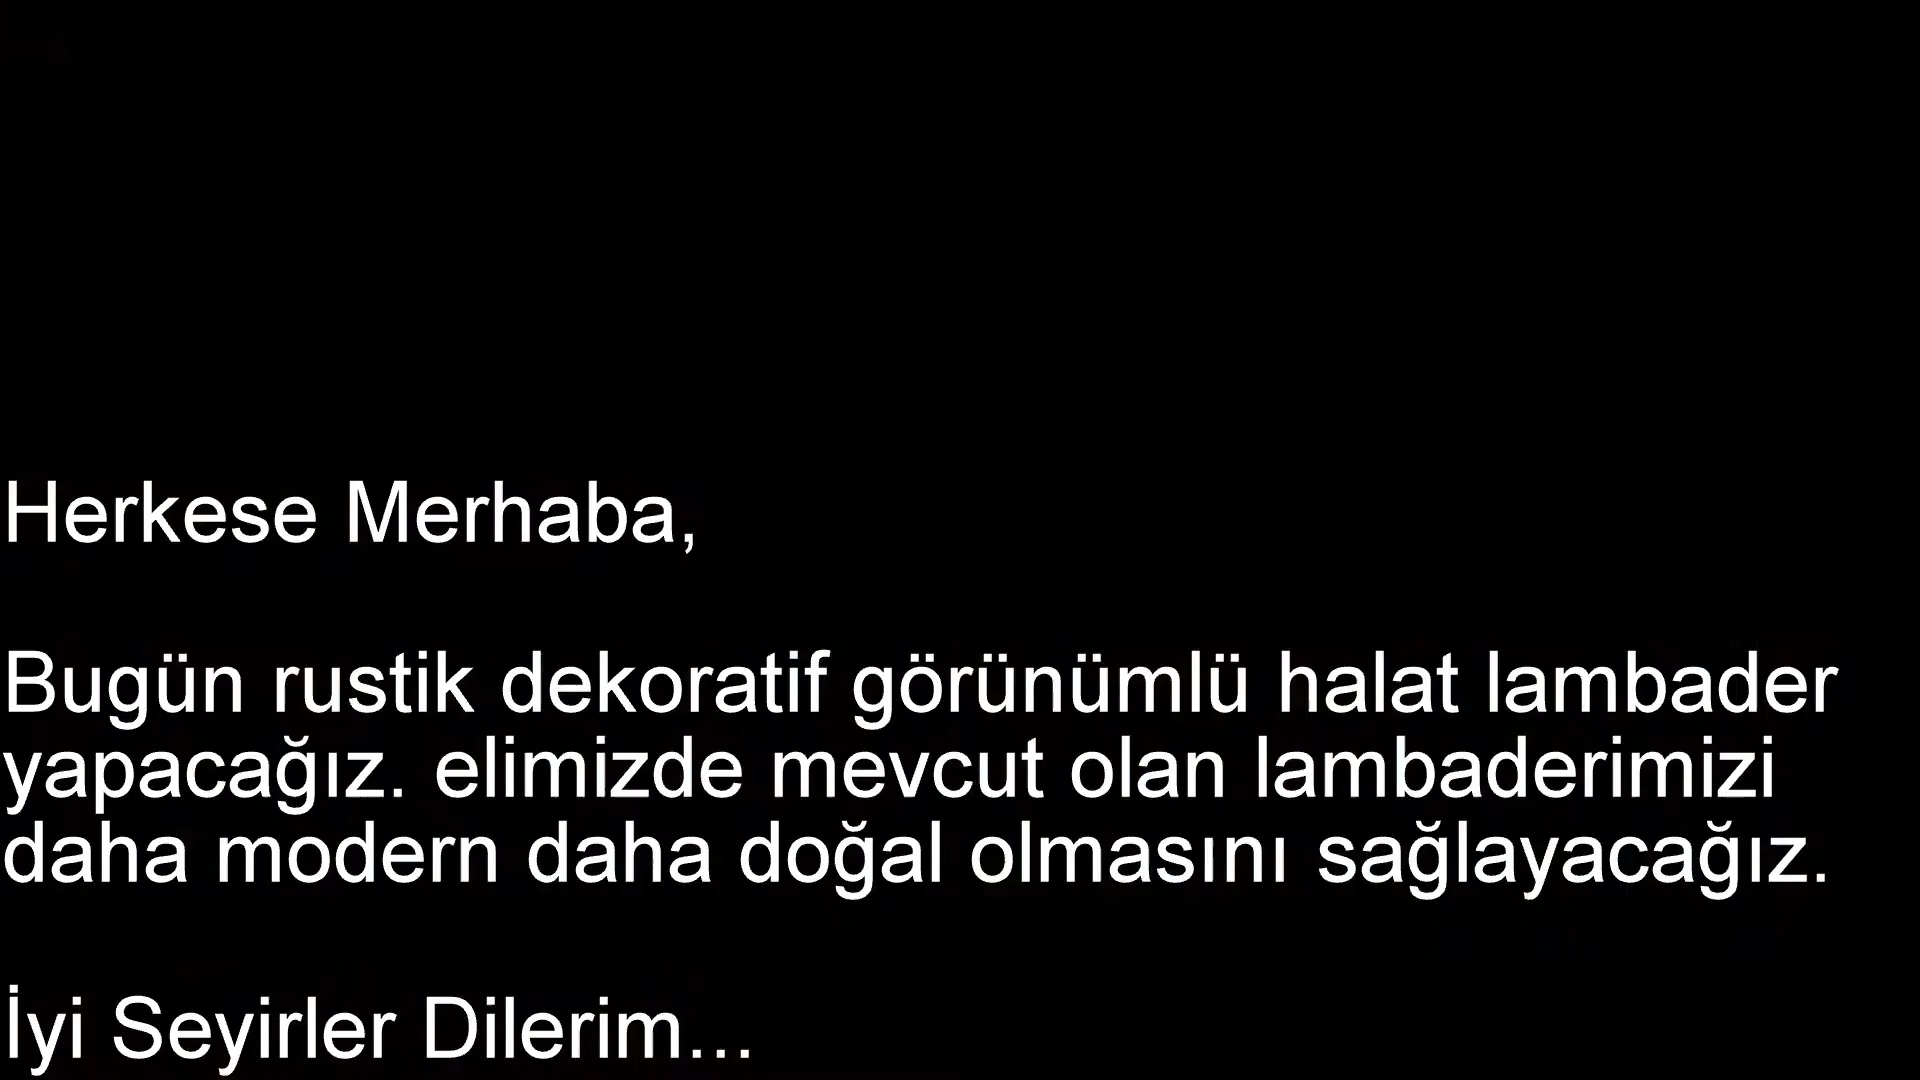 Herkese Merhaba,
Bugün rustik dekoratif görünümlü halat lambader
yapacağız. elimizde mevcut olan lambaderimizi
daha modern daha doğal olmasını sağlayacağız.
İyi Seyirler Dilerim...